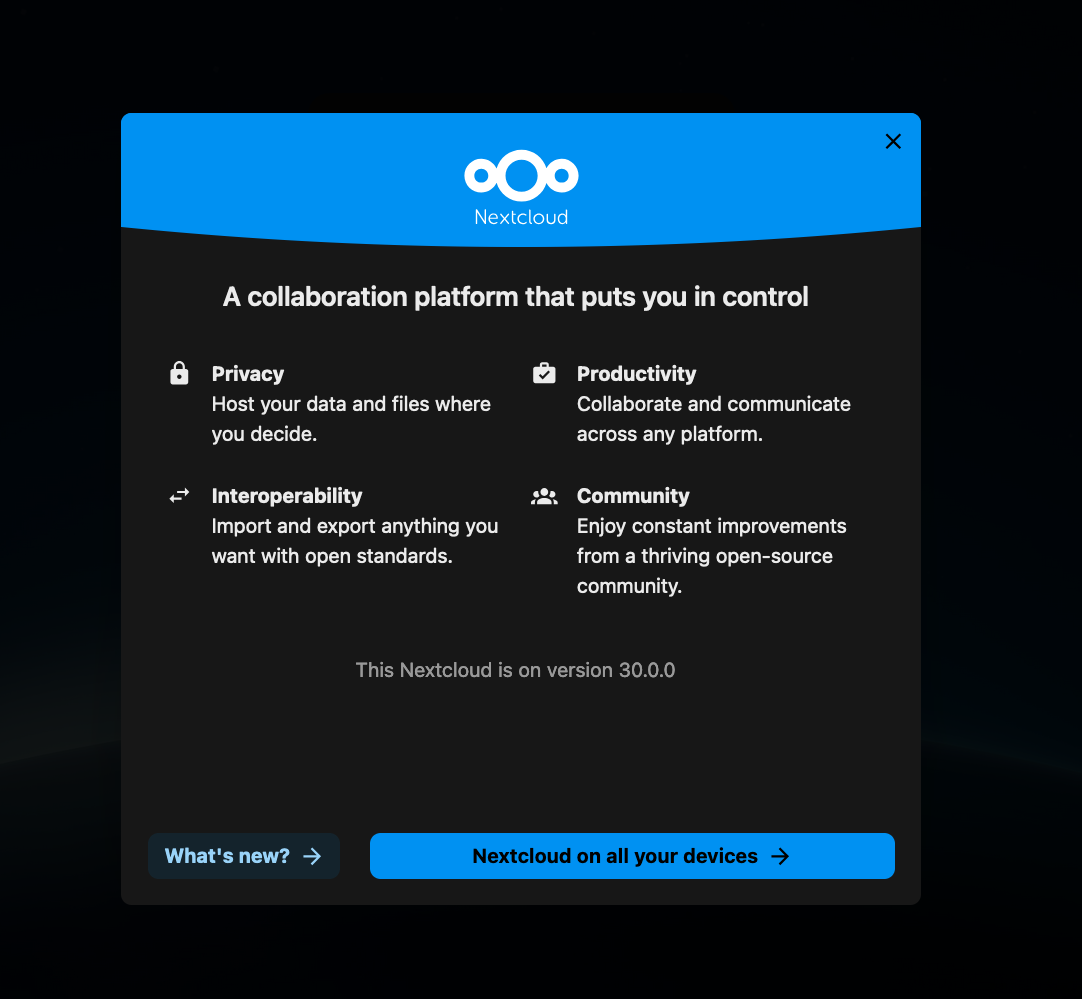 Nextcloud
A collaboration platform that puts you in control
Privacy
Host your data and files where
you decide.
Productivity
Collaborate and communicate
across any platform.
Interoperability
Import and export anything you
want with open standards.
Community
Enjoy constant improvements
from a thriving open-source
community.
This Nextcloud is on version 30.0.0
What's new? →
Nextcloud on all your devices →